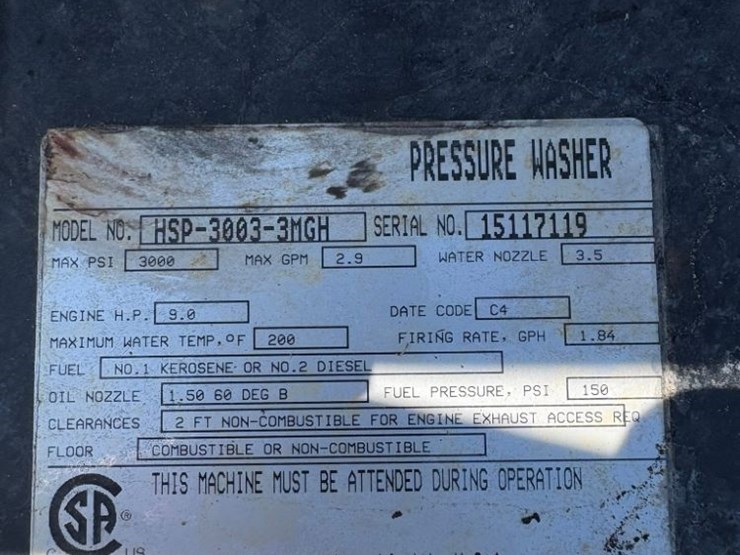 PRESSURE WASHER
MODEL NO. HSP-3003-3MGH SERIAL NO. 15117119
MAX PSI 3000 MAX GPM 2.9 WATER NOZZLE 3.5
ENGINE H.P. 9.0 DATE CODE C4
MAXIMUM WATER TEMP, °F 200 FIRING RATE, GPH 1.84
FUEL NO.1 KEROSENE OR NO.2 DIESEL
OIL NOZZLE 1.50 60 DEG B FUEL PRESSURE, PSI 150
CLEARANCES 2 FT NON-COMBUSTIBLE FOR ENGINE EXHAUST ACCESS REQ
FLOOR COMBUSTIBLE OR NON-COMBUSTIBLE
THIS MACHINE MUST BE ATTENDED DURING OPERATION
SA ®
C US